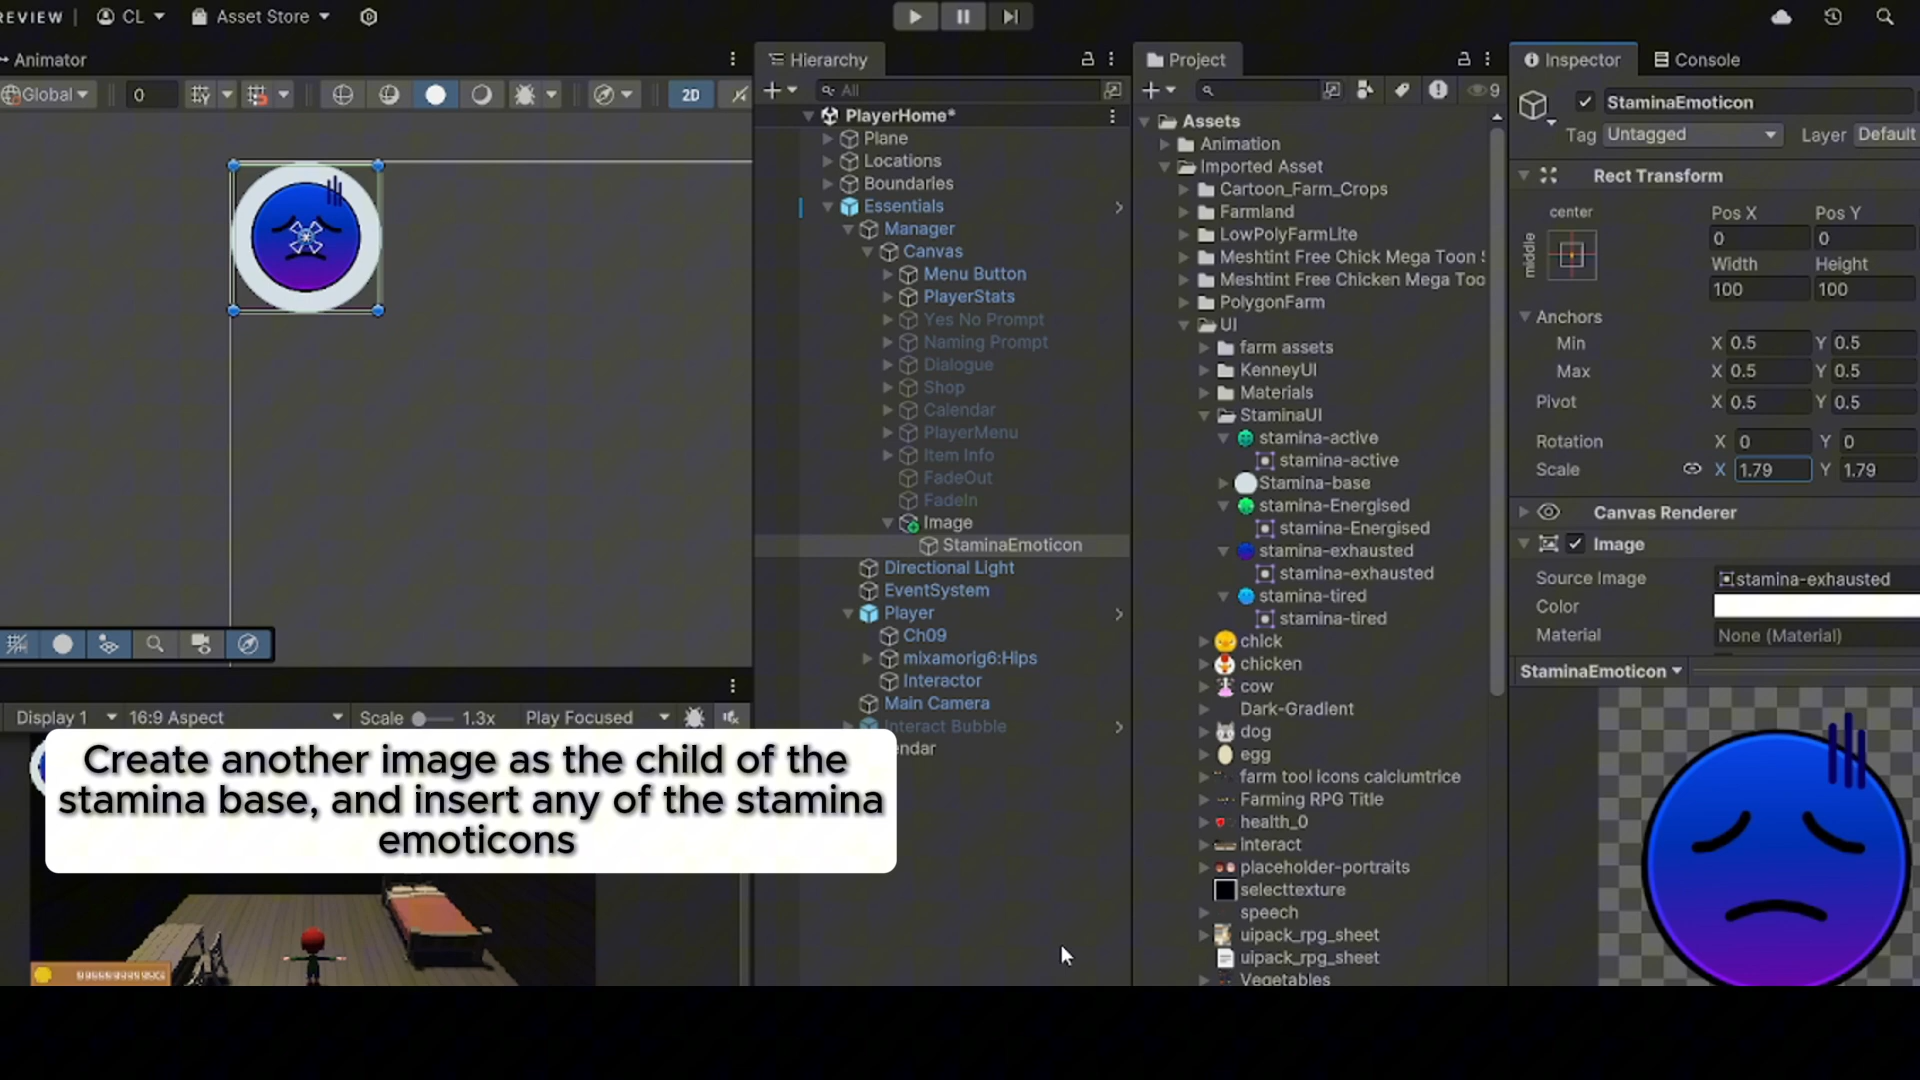 REVIEW
CL
Asset Store
Animator
Global
0
2D
Hierarchy
All
PlayerHome*
Plane
Locations
Boundaries
Essentials
Manager
Canvas
Menu Button
PlayerStats
Yes No Prompt
Naming Prompt
Dialogue
Shop
Calendar
PlayerMenu
Item Info
FadeOut
FadeIn
Image
StaminaEmoticon
Directional Light
EventSystem
Player
Ch09
mixamorig6:Hips
Interactor
Main Camera
Interact Bubble
endar
Project
9
Assets
Animation
Imported Asset
Cartoon_Farm_Crops
Farmland
LowPolyFarmLite
Meshtint Free Chick Mega Toon S
Meshtint Free Chicken Mega Too
PolygonFarm
UI
farm assets
KenneyUI
Materials
StaminaUI
stamina-active
stamina-active
Stamina-base
stamina-Energised
stamina-Energised
stamina-exhausted
stamina-exhausted
stamina-tired
stamina-tired
chick
chicken
cow
Dark-Gradient
dog
egg
farm tool icons calciumtrice
Farming RPG Title
health_0
Interact
placeholder-portraits
selecttexture
speech
uipack_rpg_sheet
uipack_rpg_sheet
Vegetables
Inspector
Console
StaminaEmoticon
Tag Untagged Layer Default
Rect Transform
center
middle
Pos X Pos Y
0 0
Width Height
100 100
Anchors
Min X 0.5 Y 0.5
Max X 0.5 Y 0.5
Pivot X 0.5 Y 0.5
Rotation X 0 Y 0
Scale X 1.79 Y 1.79
Canvas Renderer
Image
Source Image stamina-exhausted
Color
Material None (Material)
StaminaEmoticon
Display 1 16:9 Aspect Scale 1.3x Play Focused
Create another image as the child of the
stamina base, and insert any of the stamina
emoticons